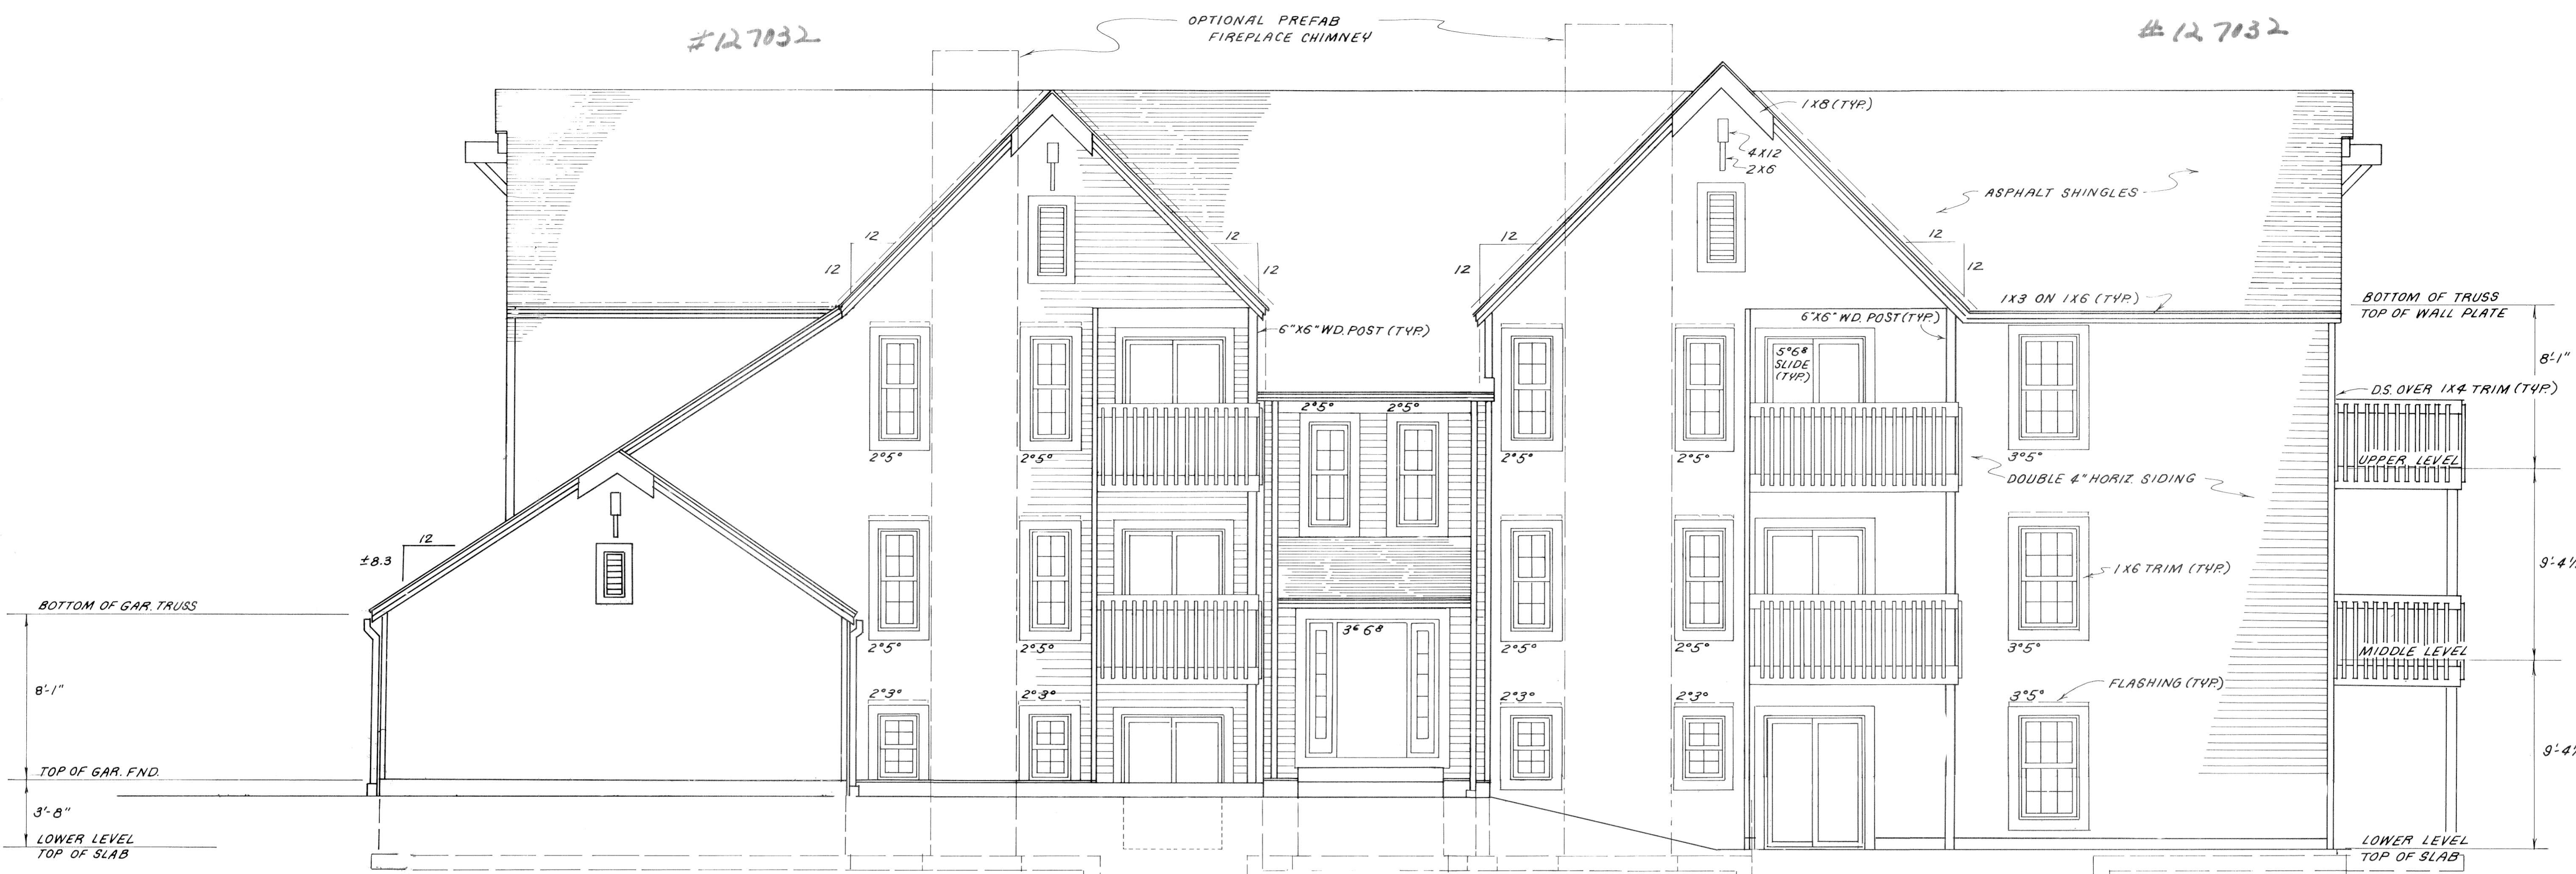 #127032
OPTIONAL PREFAB
FIREPLACE CHIMNEY
#127032
1X8 (TYP.)
4X12
2X6
ASPHALT SHINGLES
12
12
12
12
12
12
12
12
1X3 ON 1X6 (TYP.)
BOTTOM OF TRUSS
TOP OF WALL PLATE
6"X6" WD. POST (TYP.)
6"X6" WD. POST (TYP.)
5°6⁸
SLIDE
(TYP.)
8'-1"
D.S. OVER 1X4 TRIM (TYP.)
2°5°
2°5°
2°5°
2°5°
2°5°
2°5°
3°5°
UPPER LEVEL
DOUBLE 4" HORIZ. SIDING
12
±8.3
9'-4½
1X6 TRIM (TYP.)
BOTTOM OF GAR. TRUSS
3⁶6⁸
2°5°
2°5°
2°5°
2°5°
3°5°
MIDDLE LEVEL
8'-1"
2°3°
2°3°
2°3°
2°3°
3°5°
FLASHING (TYP.)
9'-4½
TOP OF GAR. FND.
3'-8"
LOWER LEVEL
TOP OF SLAB
LOWER LEVEL
TOP OF SLAB